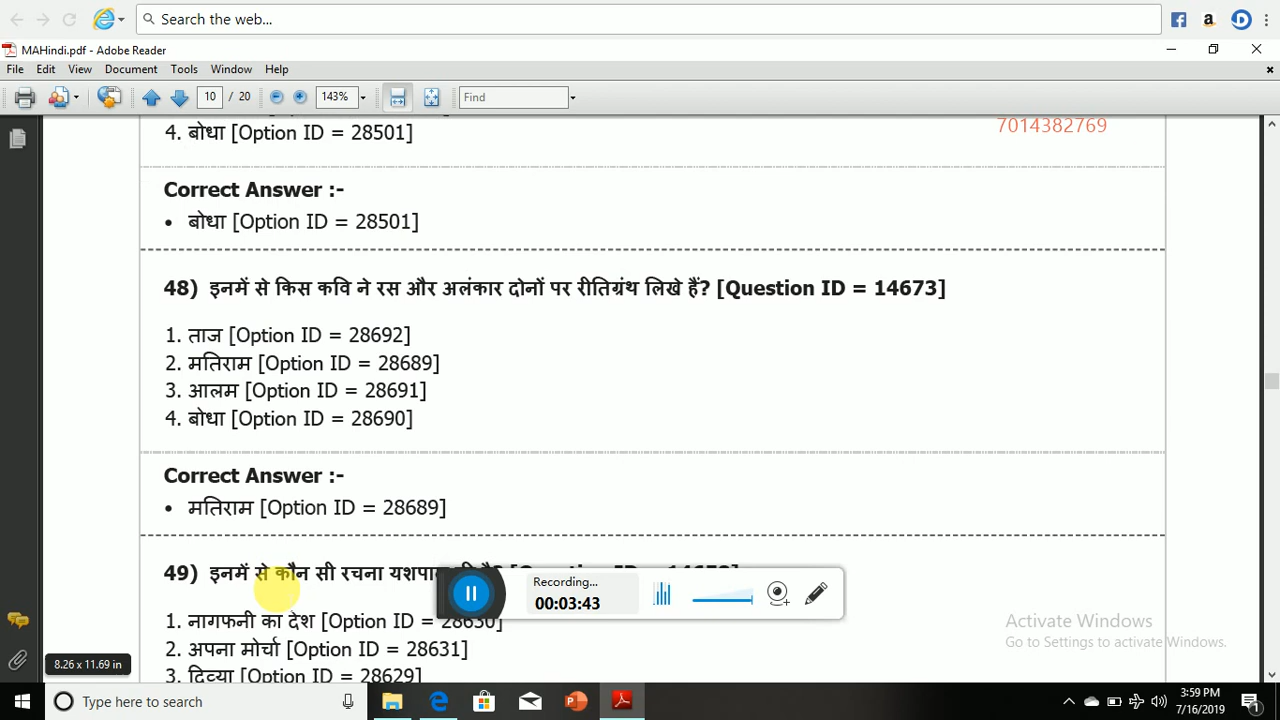 Search the web...
MAHindi.pdf - Adobe Reader
File Edit View Document Tools Window Help
10 / 20 143% Find
4. बोधा [Option ID = 28501]
7014382769
Correct Answer :-
• बोधा [Option ID = 28501]
48) इनमें से किस कवि ने रस और अलंकार दोनों पर रीतिग्रंथ लिखे हैं? [Question ID = 14673]
1. ताज [Option ID = 28692]
2. मतिराम [Option ID = 28689]
3. आलम [Option ID = 28691]
4. बोधा [Option ID = 28690]
Correct Answer :-
• मतिराम [Option ID = 28689]
49) इनमें से कौन सी रचना
Recording...
00:03:43
1. नागफनी का देश [Option ID = 28630]
2. अपना मोर्चा [Option ID = 28631]
3. दिव्या [Option ID = 28629]
Activate Windows
Go to Settings to activate Windows.
8.26 x 11.69 in
Type here to search
3:59 PM
7/16/2019